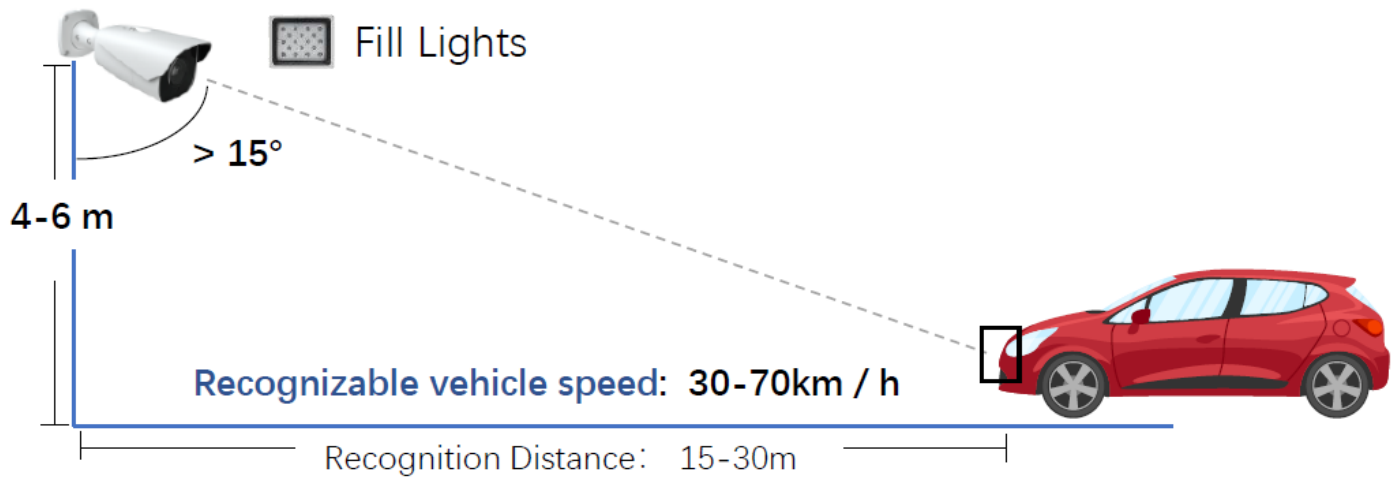 Fill Lights
> 15°
4-6 m
Recognizable vehicle speed: 30-70km / h
Recognition Distance: 15-30m